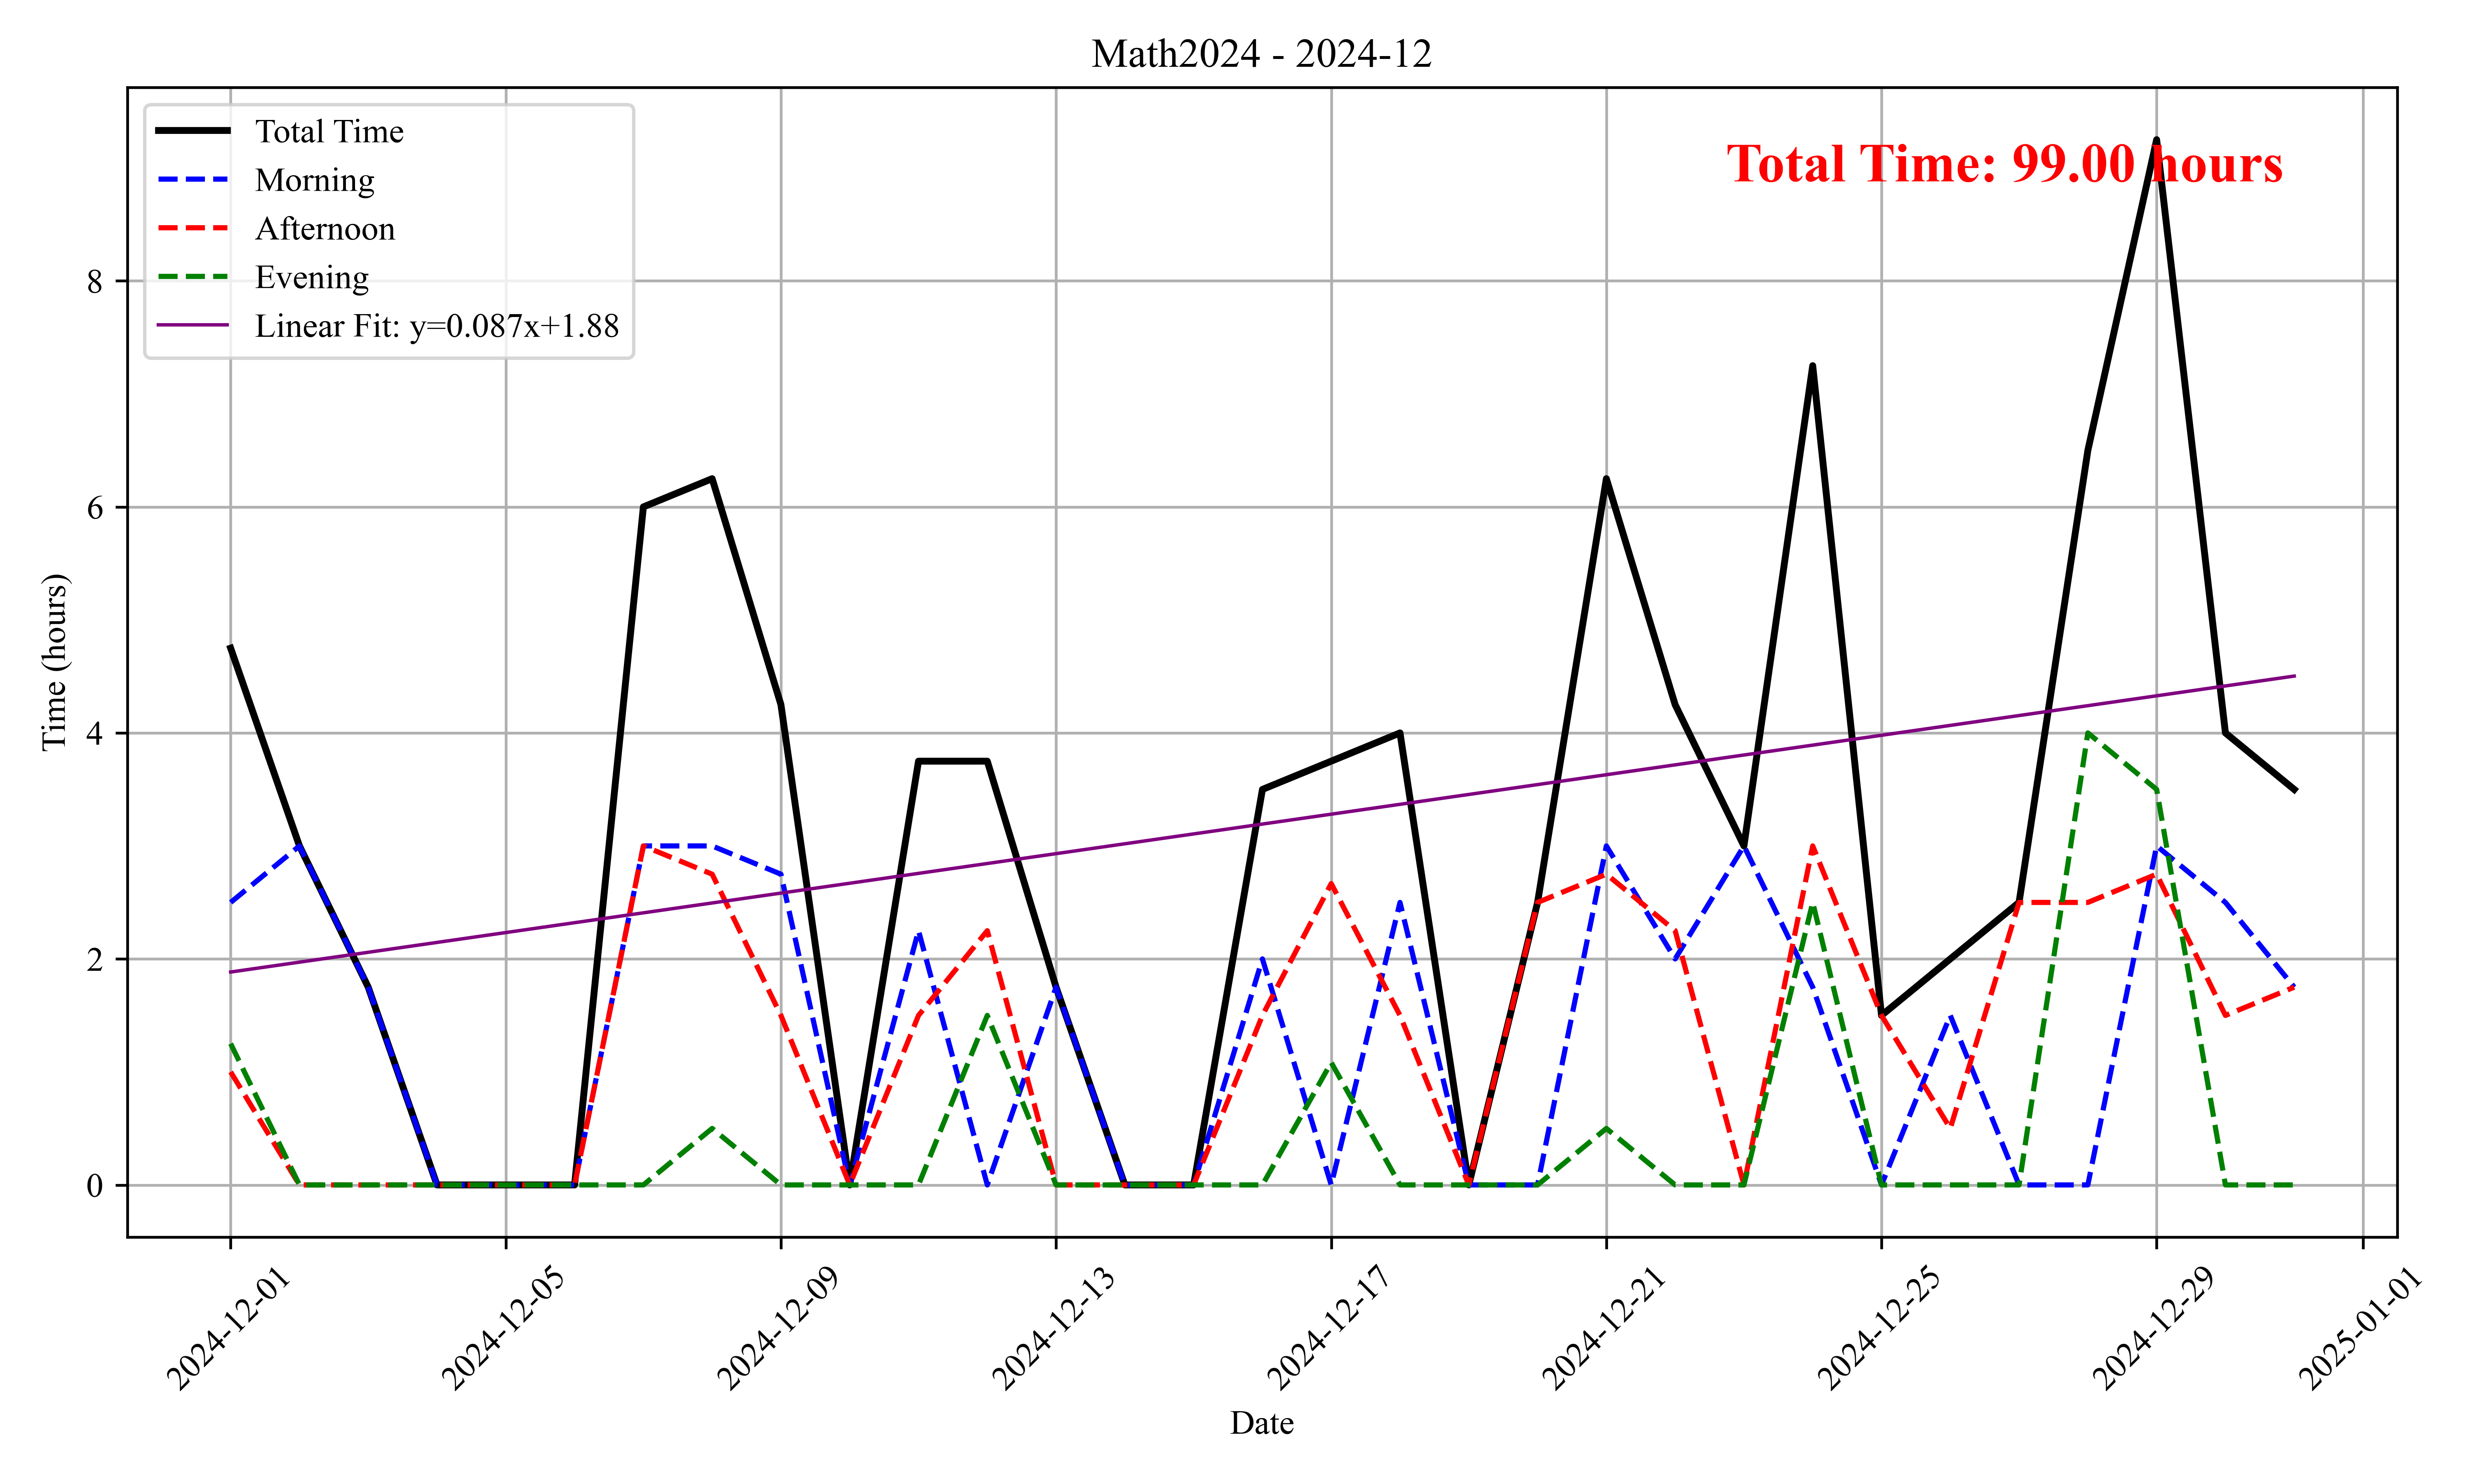 Math2024 - 2024-12
Total Time
Morning
Afternoon
Evening
Linear Fit: y=0.087x+1.88
Total Time: 99.00 hours
Time (hours)
8
6
4
2
0
2024-12-01
2024-12-05
2024-12-09
2024-12-13
2024-12-17
2024-12-21
2024-12-25
2024-12-29
2025-01-01
Date